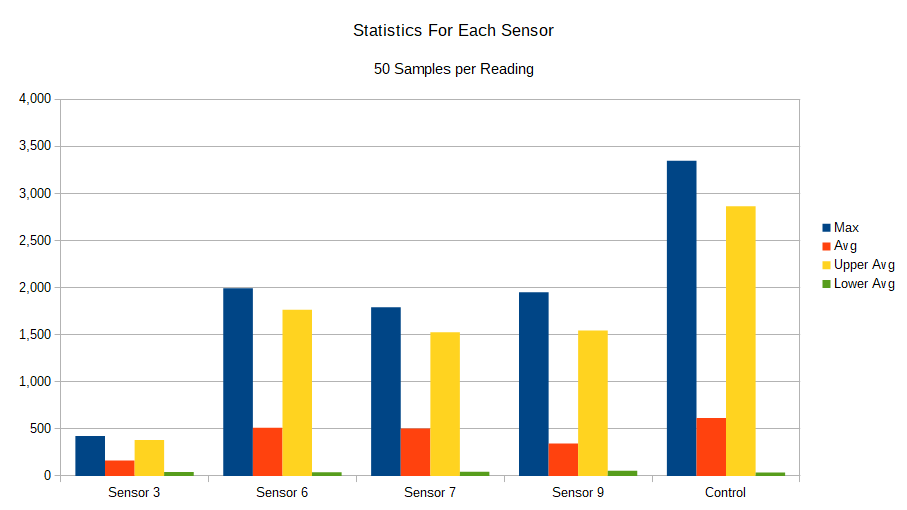 Statistics For Each Sensor
50 Samples per Reading
4,000
3,500
3,000
2,500
2,000
1,500
1,000
500
0
Sensor 3
Sensor 6
Sensor 7
Sensor 9
Control
Max
Avg
Upper Avg
Lower Avg